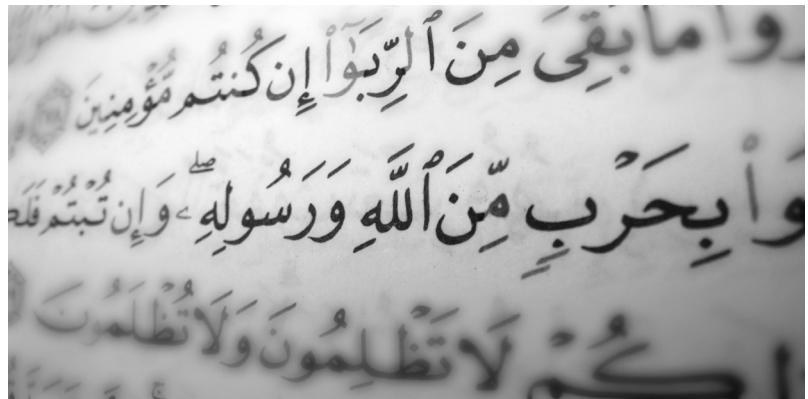 مَا بَقِىَ مِنَ ٱلرِّبَوٰٓا۟ إِن كُنتُم مُّؤْمِنِينَ
بِحَرْبٍ مِّنَ ٱللَّهِ وَرَسُولِهِۦ ۖ وَإِن تُبْتُمْ
لَا تَظْلِمُونَ وَلَا تُظْلَمُونَ